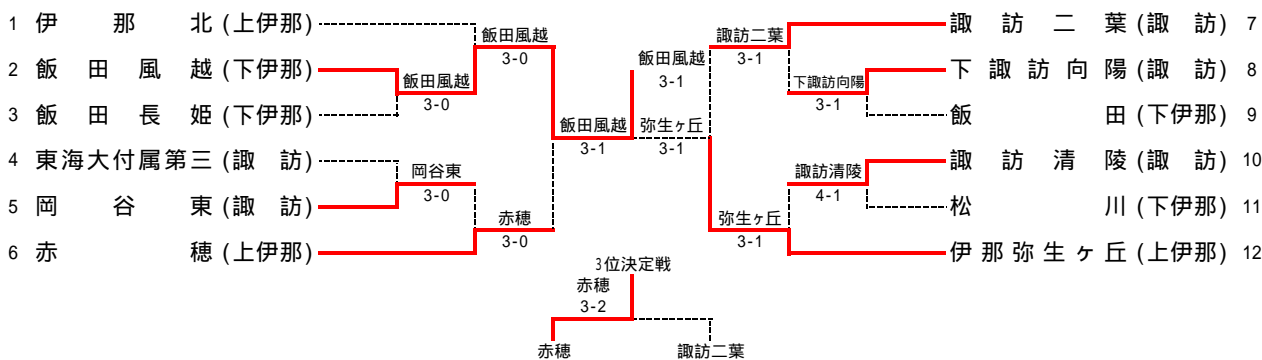 1 伊那北 (上伊那)
2 飯田風越 (下伊那)
3 飯田長姫 (下伊那)
4 東海大付属第三 (諏訪)
5 岡谷東 (諏訪)
6 赤穂 (上伊那)
飯田風越
3-0
飯田風越
3-0
岡谷東
3-0
赤穂
3-0
飯田風越
3-1
飯田風越
3-1
弥生ヶ丘
3-1
諏訪二葉
3-1
下諏訪向陽
3-1
諏訪清陵
4-1
弥生ヶ丘
3-1
諏訪二葉 (諏訪) 7
下諏訪向陽 (諏訪) 8
飯田 (下伊那) 9
諏訪清陵 (諏訪) 10
松川 (下伊那) 11
伊那弥生ヶ丘 (上伊那) 12
3位決定戦
赤穂
3-2
赤穂
諏訪二葉